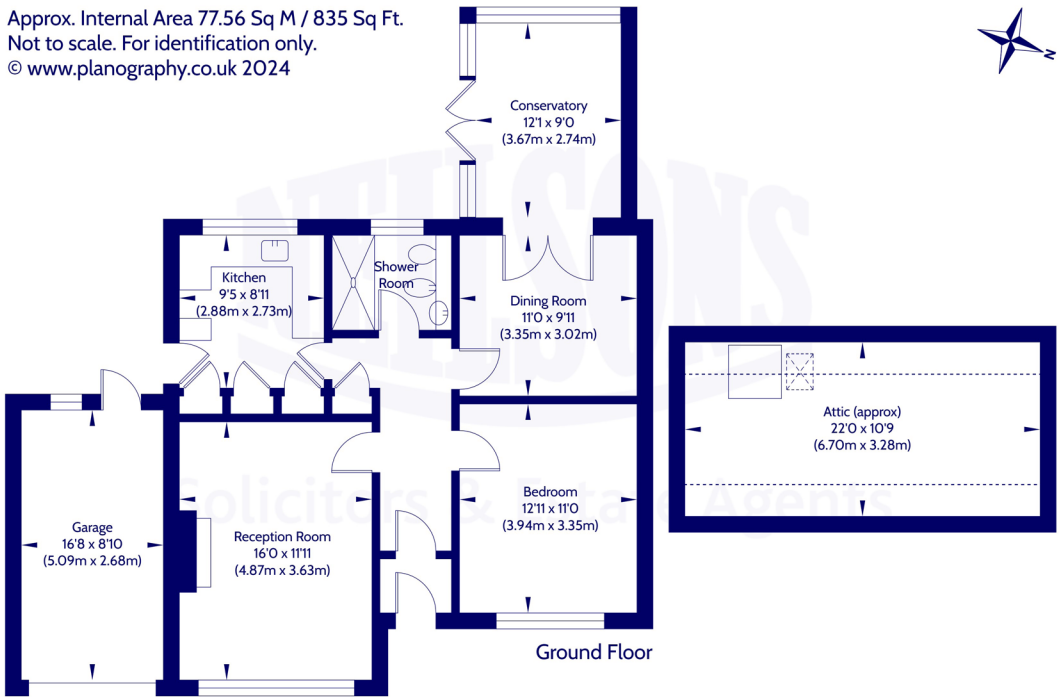 Approx. Internal Area 77.56 Sq M / 835 Sq Ft.
Not to scale. For identification only.
© www.planography.co.uk 2024
N
Conservatory
12'1 x 9'0
(3.67m x 2.74m)
NEILSONS
Solicitors & Estate Agents
Kitchen
9'5 x 8'11
(2.88m x 2.73m)
Shower
Room
Dining Room
11'0 x 9'11
(3.35m x 3.02m)
Attic (approx)
22'0 x 10'9
(6.70m x 3.28m)
Bedroom
12'11 x 11'0
(3.94m x 3.35m)
Garage
16'8 x 8'10
(5.09m x 2.68m)
Reception Room
16'0 x 11'11
(4.87m x 3.63m)
Ground Floor